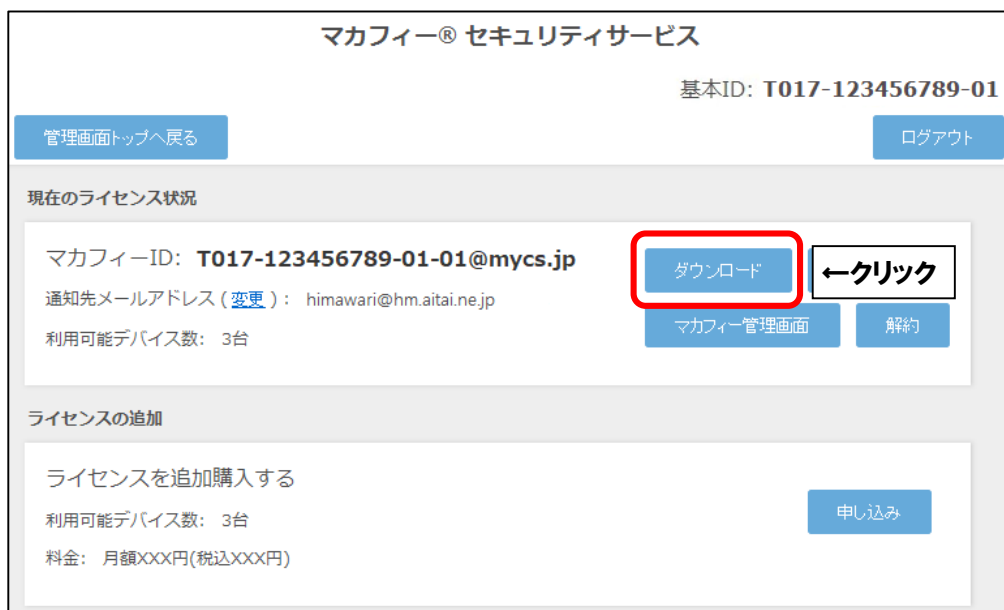 マカフィー® セキュリティサービス
基本ID: T017-123456789-01
管理画面トップへ戻る
ログアウト
現在のライセンス状況
マカフィーID: T017-123456789-01-01@mycs.jp
ダウンロード
←クリック
通知先メールアドレス ( 変更 ) : himawari@hm.aitai.ne.jp
マカフィー管理画面
解約
利用可能デバイス数: 3台
ライセンスの追加
ライセンスを追加購入する
利用可能デバイス数: 3台
申し込み
料金: 月額XXX円(税込XXX円)